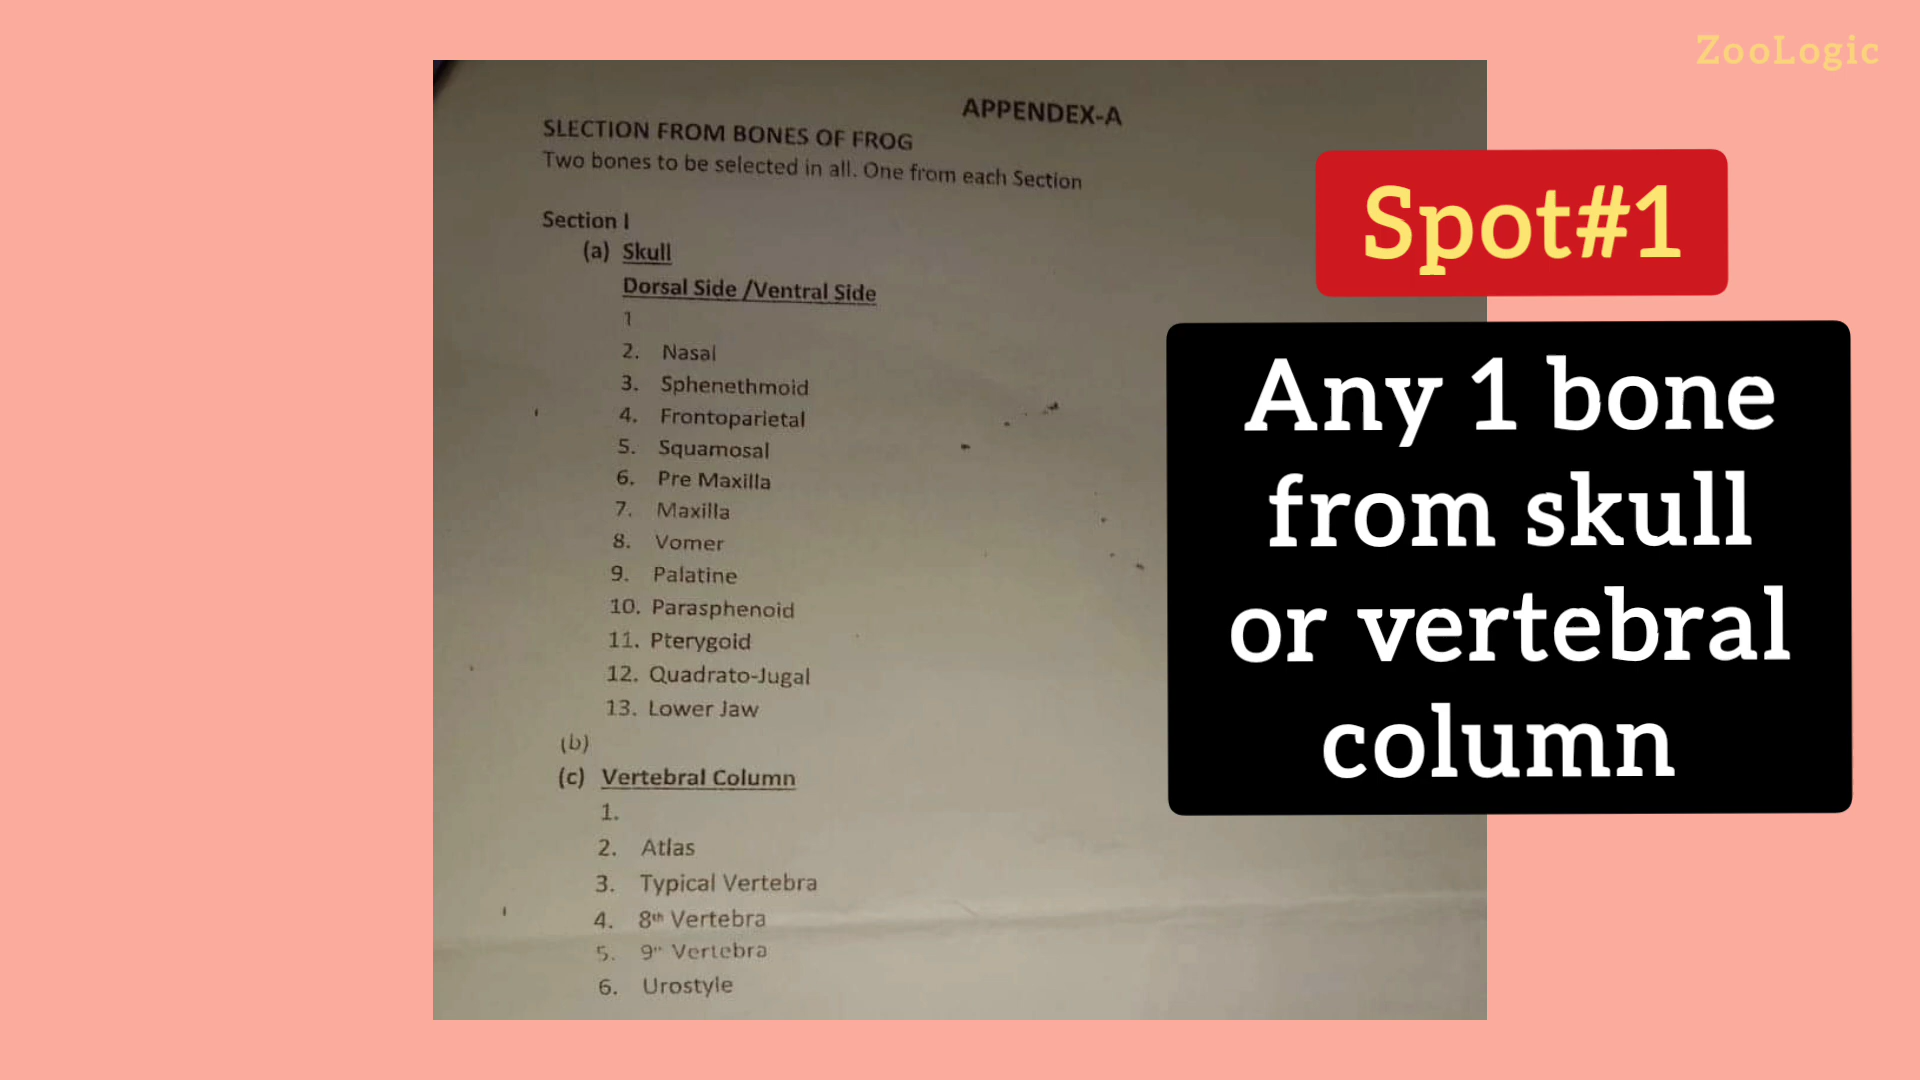 ZooLogic
APPENDEX-A
SLECTION FROM BONES OF FROG
Two bones to be selected in all. One from each Section
Section I
(a) Skull
Dorsal Side /Ventral Side
1
2. Nasal
3. Sphenethmoid
4. Frontoparietal
5. Squamosal
6. Pre Maxilla
7. Maxilla
8. Vomer
9. Palatine
10. Parasphenoid
11. Pterygoid
12. Quadrato-Jugal
13. Lower Jaw
(b)
(c) Vertebral Column
1.
2. Atlas
3. Typical Vertebra
4. 8th Vertebra
5. 9th Vertebra
6. Urostyle
Spot#1
Any 1 bone
from skull
or vertebral
column